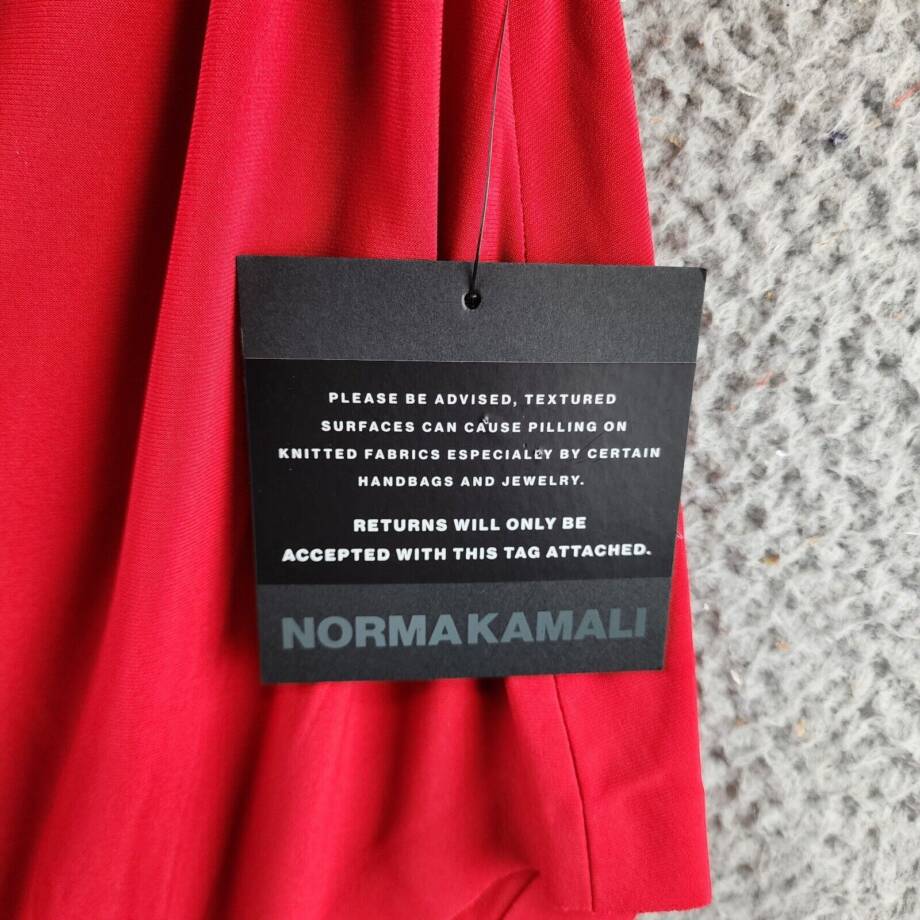 PLEASE BE ADVISED, TEXTURED
SURFACES CAN CAUSE PILLING ON
KNITTED FABRICS ESPECIALLY BY CERTAIN
HANDBAGS AND JEWELRY.
RETURNS WILL ONLY BE
ACCEPTED WITH THIS TAG ATTACHED.
NORMAKAMALI